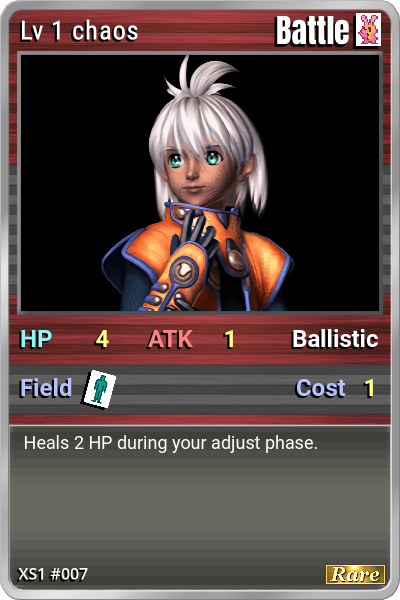 Lv 1 chaos Battle
HP 4 ATK 1 Ballistic
Field Cost 1
Heals 2 HP during your adjust phase.
XS1 #007 Rare